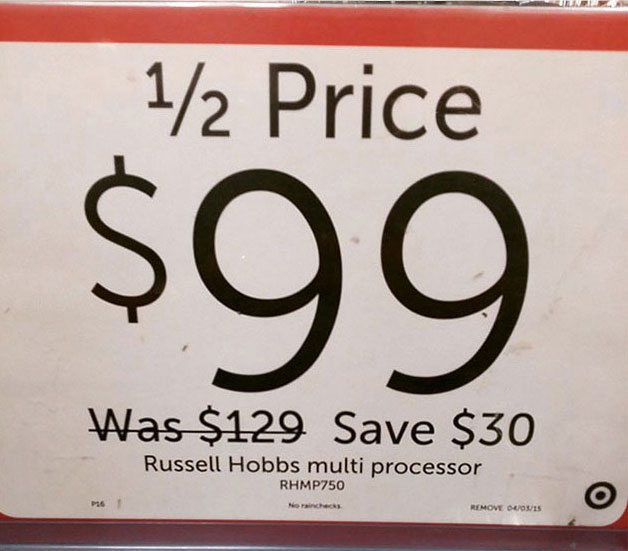 ½ Price
$99
Was $129 Save $30
Russell Hobbs multi processor
RHMP750
P16 No rainchecks. REMOVE 04/03/15